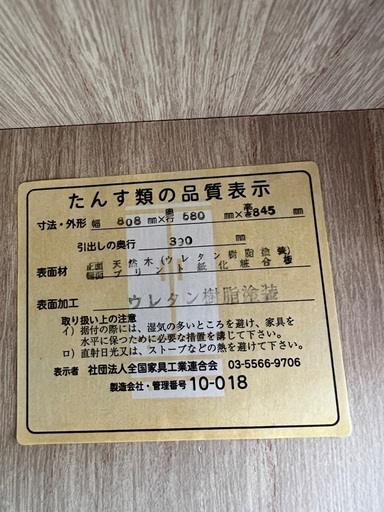 たんす類の品質表示
寸法・外形 幅 808 mm×奥行 580 mm×高さ 845 mm
引出しの奥行 390 mm
表面材 正面 天然木(ウレタン樹脂塗装) 側面 プリント紙化粧合板
表面加工 ウレタン樹脂塗装
取り扱い上の注意
イ) 据付の際には、湿気の多いところを避け、家具を
水平に保つために必要な措置を講じて下さい。
ロ) 直射日光又は、ストーブなどの熱を避けて下さい。
表示者 社団法人全国家具工業連合会 03-5566-9706
製造会社・管理番号 10-018